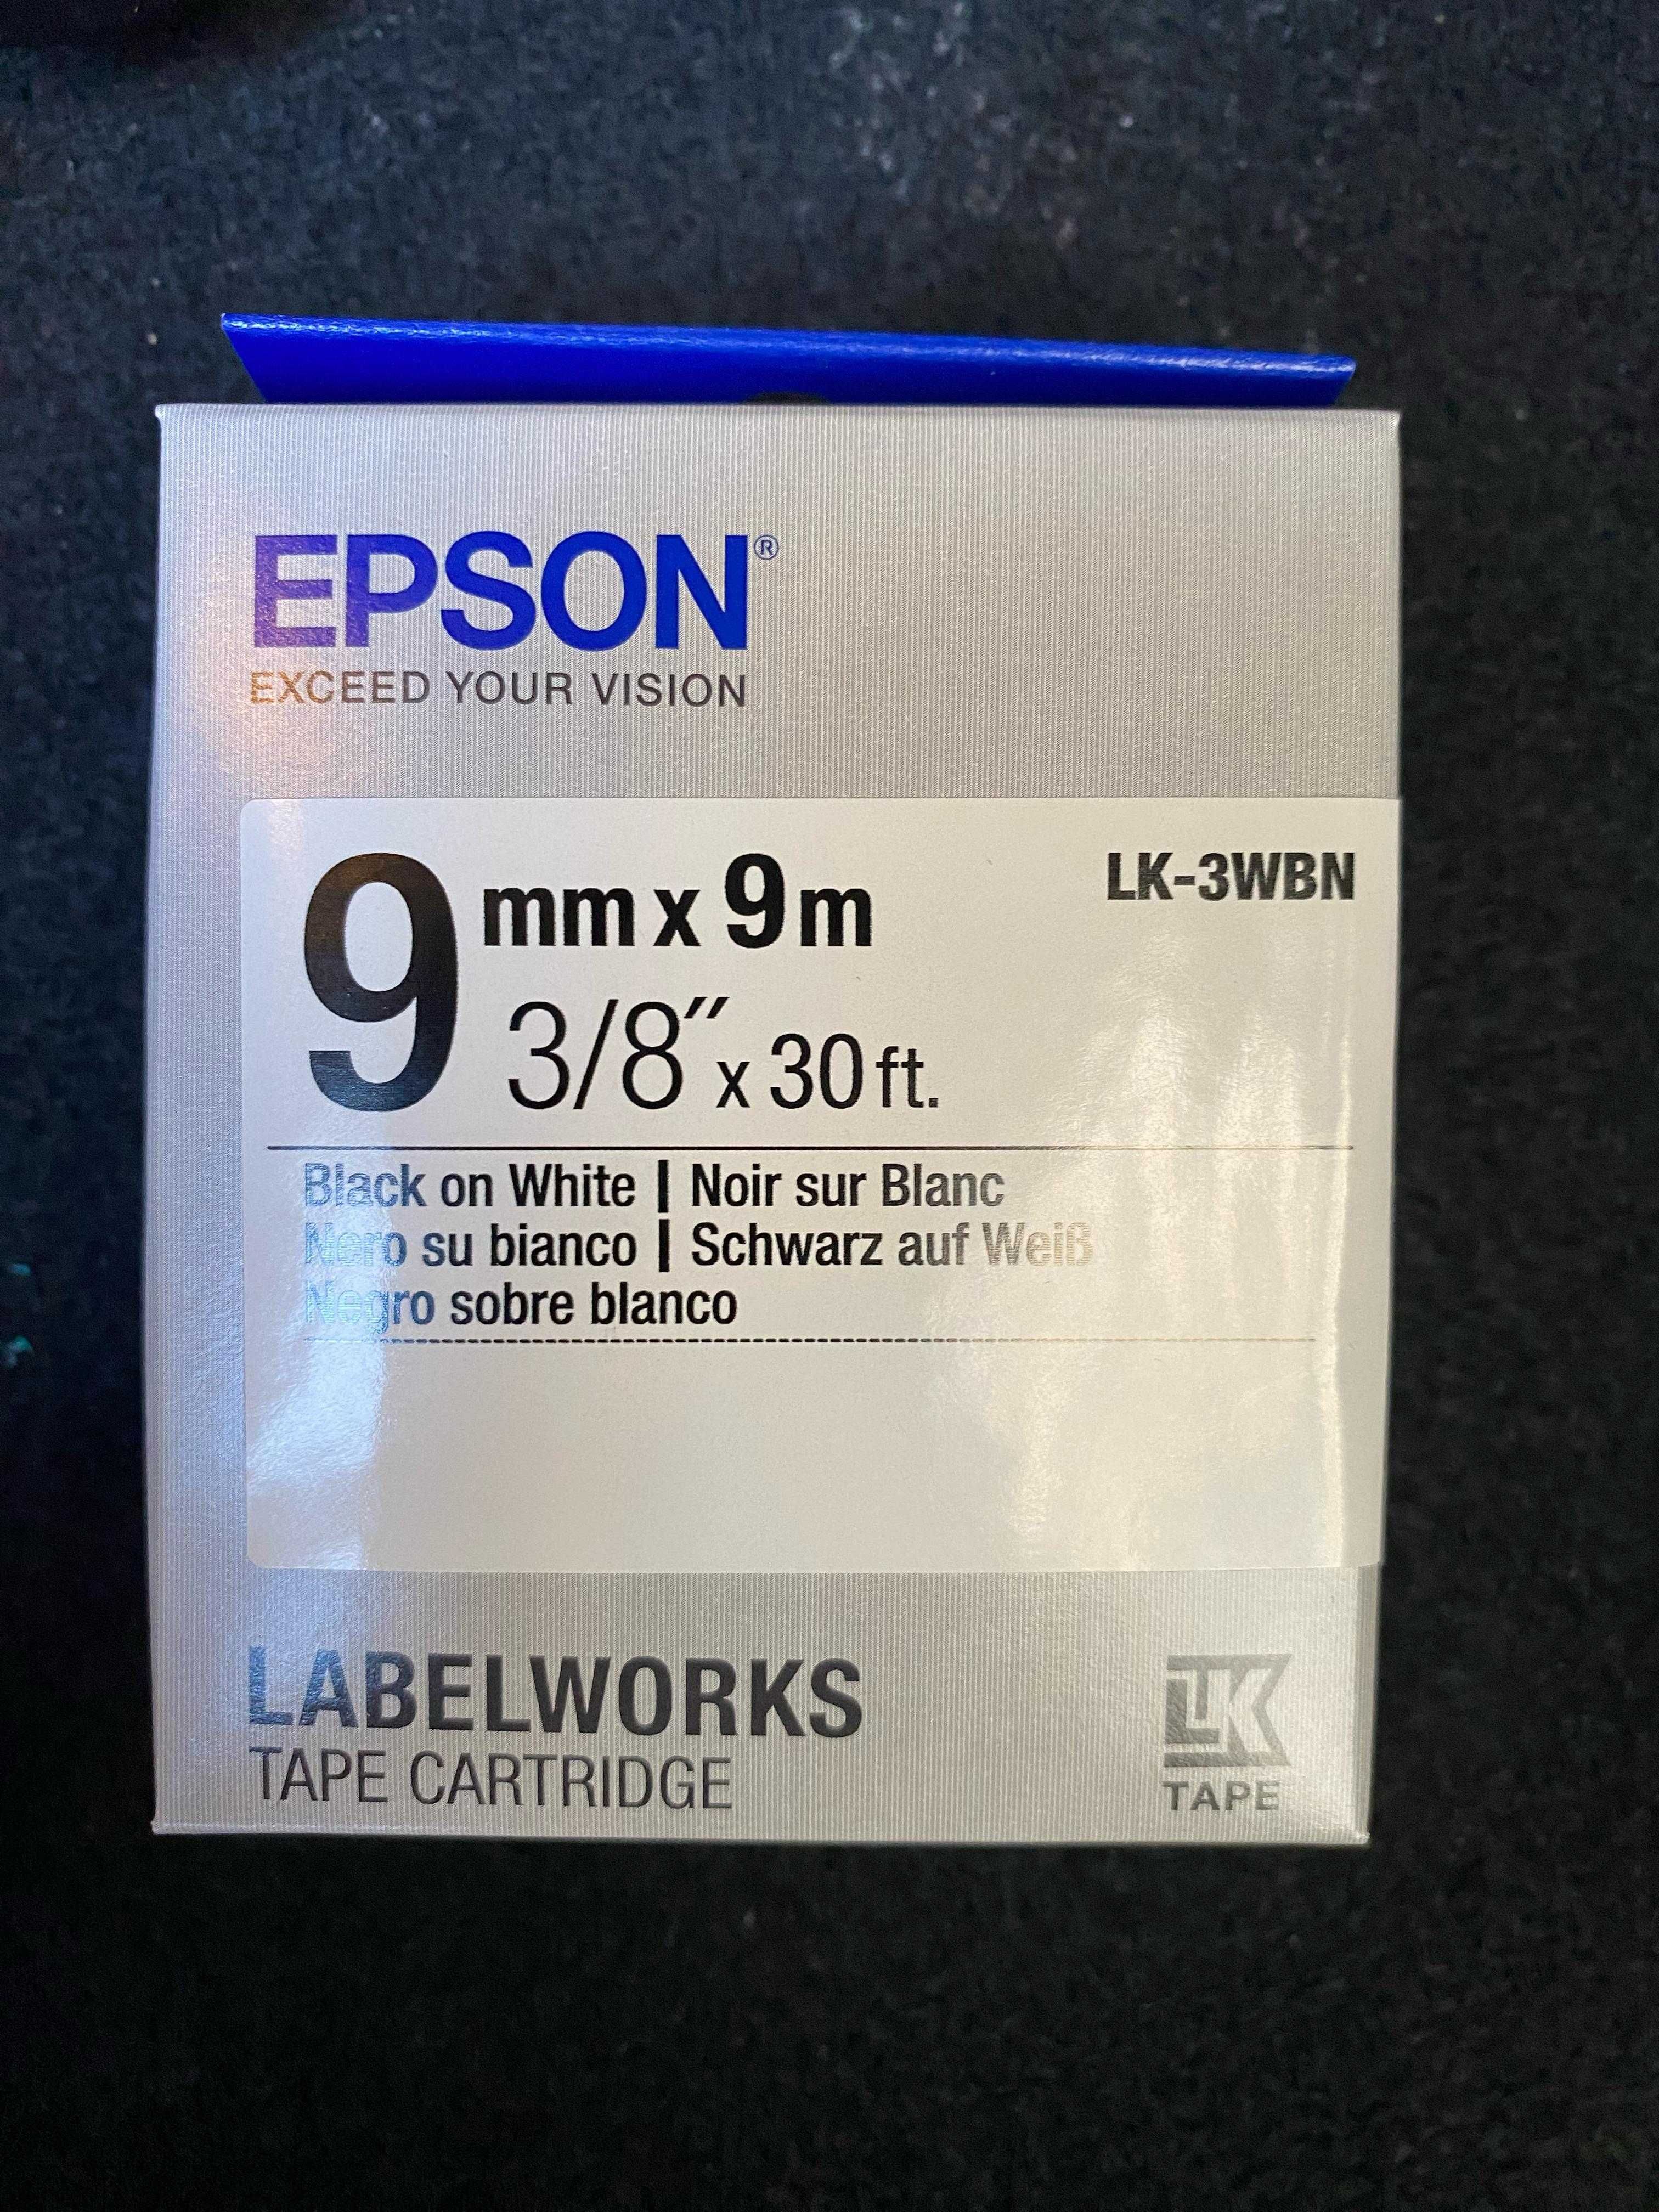 EPSON®
EXCEED YOUR VISION
9 mm x 9 m
LK-3WBN
3/8″ x 30 ft.
Black on White | Noir sur Blanc
Nero su bianco | Schwarz auf Weiß
Negro sobre blanco
LABELWORKS
TAPE CARTRIDGE
LK
TAPE